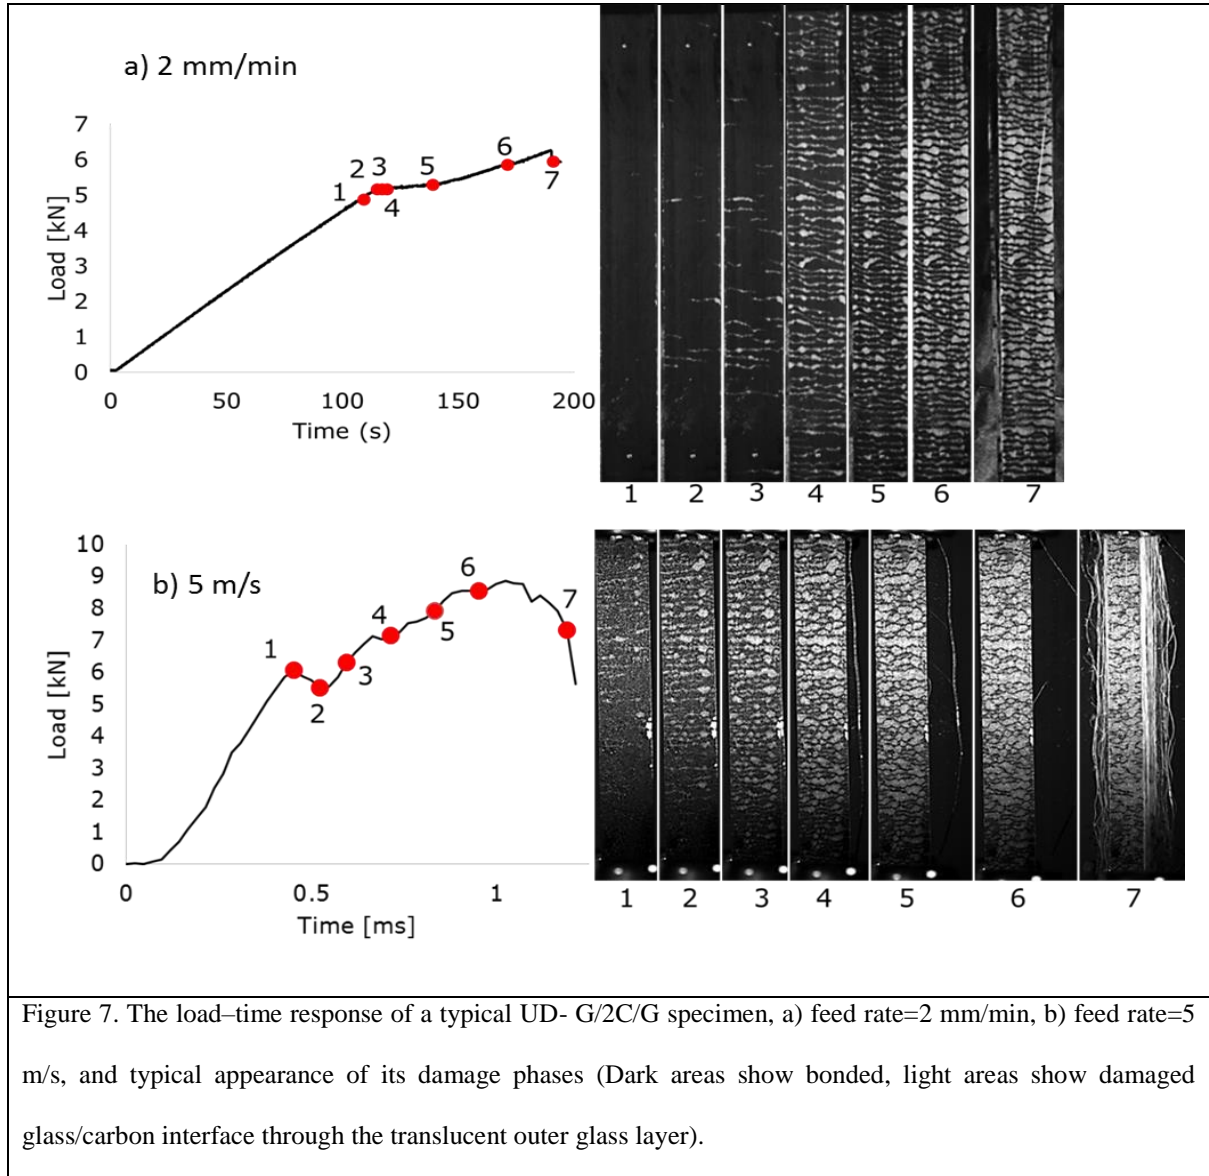 a) 2 mm/min
Load [kN]
7
6
5
4
3
2
1
0
1
2
3
4
5
6
7
0 50 100 150 200
Time (s)
1 2 3 4 5 6 7
b) 5 m/s
Load [kN]
10
9
8
7
6
5
4
3
2
1
0
1
2
3
4
5
6
7
0 0.5 1
Time [ms]
1 2 3 4 5 6 7
Figure 7. The load–time response of a typical UD- G/2C/G specimen, a) feed rate=2 mm/min, b) feed rate=5
m/s, and typical appearance of its damage phases (Dark areas show bonded, light areas show damaged
glass/carbon interface through the translucent outer glass layer).